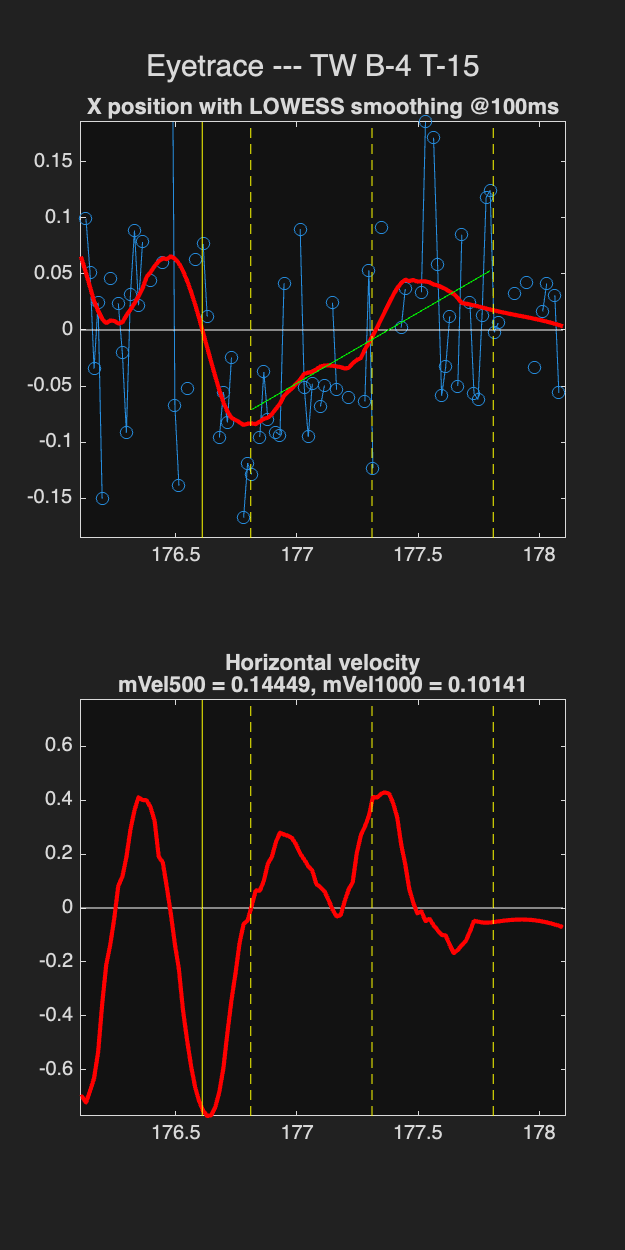 Eyetrace --- TW B-4 T-15
X position with LOWESS smoothing @100ms
0.15
0.1
0.05
0
-0.05
-0.1
-0.15
176.5 177 177.5 178
Horizontal velocity
mVel500 = 0.14449, mVel1000 = 0.10141
0.6
0.4
0.2
0
-0.2
-0.4
-0.6
176.5 177 177.5 178